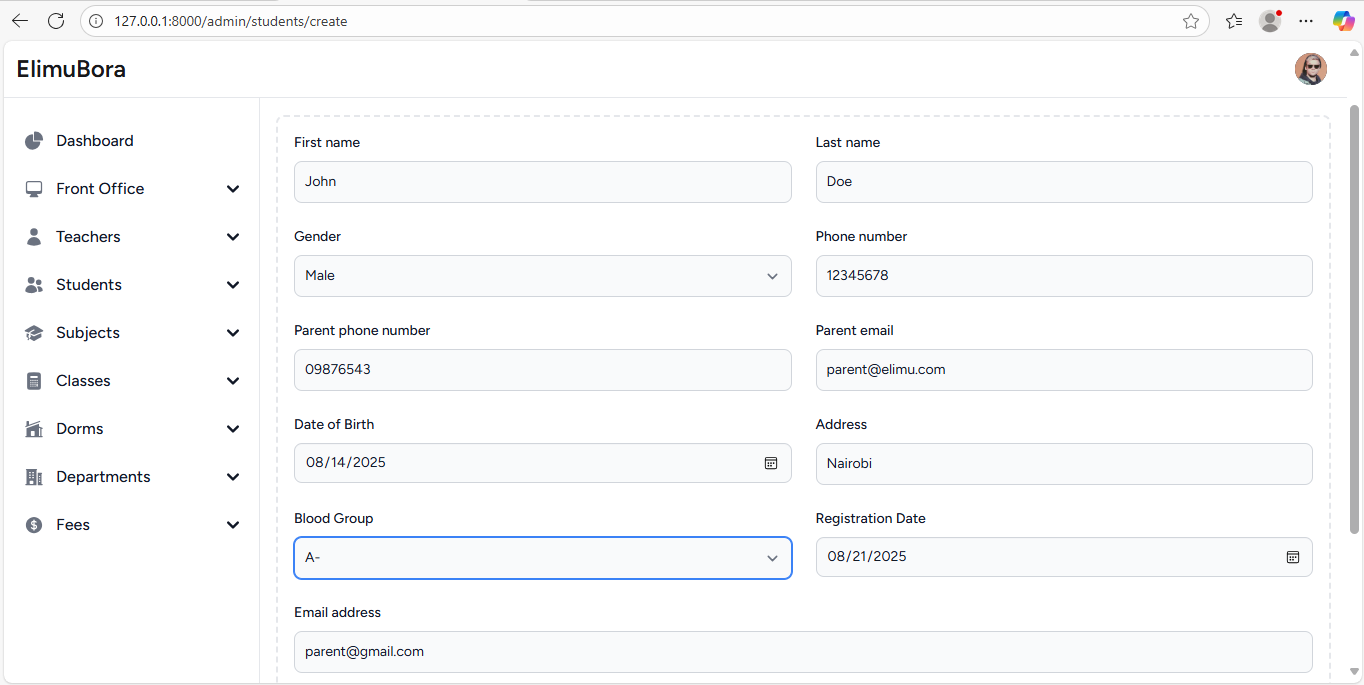 127.0.0.1:8000/admin/students/create
ElimuBora
Dashboard
Front Office
Teachers
Students
Subjects
Classes
Dorms
Departments
Fees
First name
Last name
John
Doe
Gender
Phone number
Male
12345678
Parent phone number
Parent email
09876543
parent@elimu.com
Date of Birth
Address
08/14/2025
Nairobi
Blood Group
Registration Date
A-
08/21/2025
Email address
parent@gmail.com